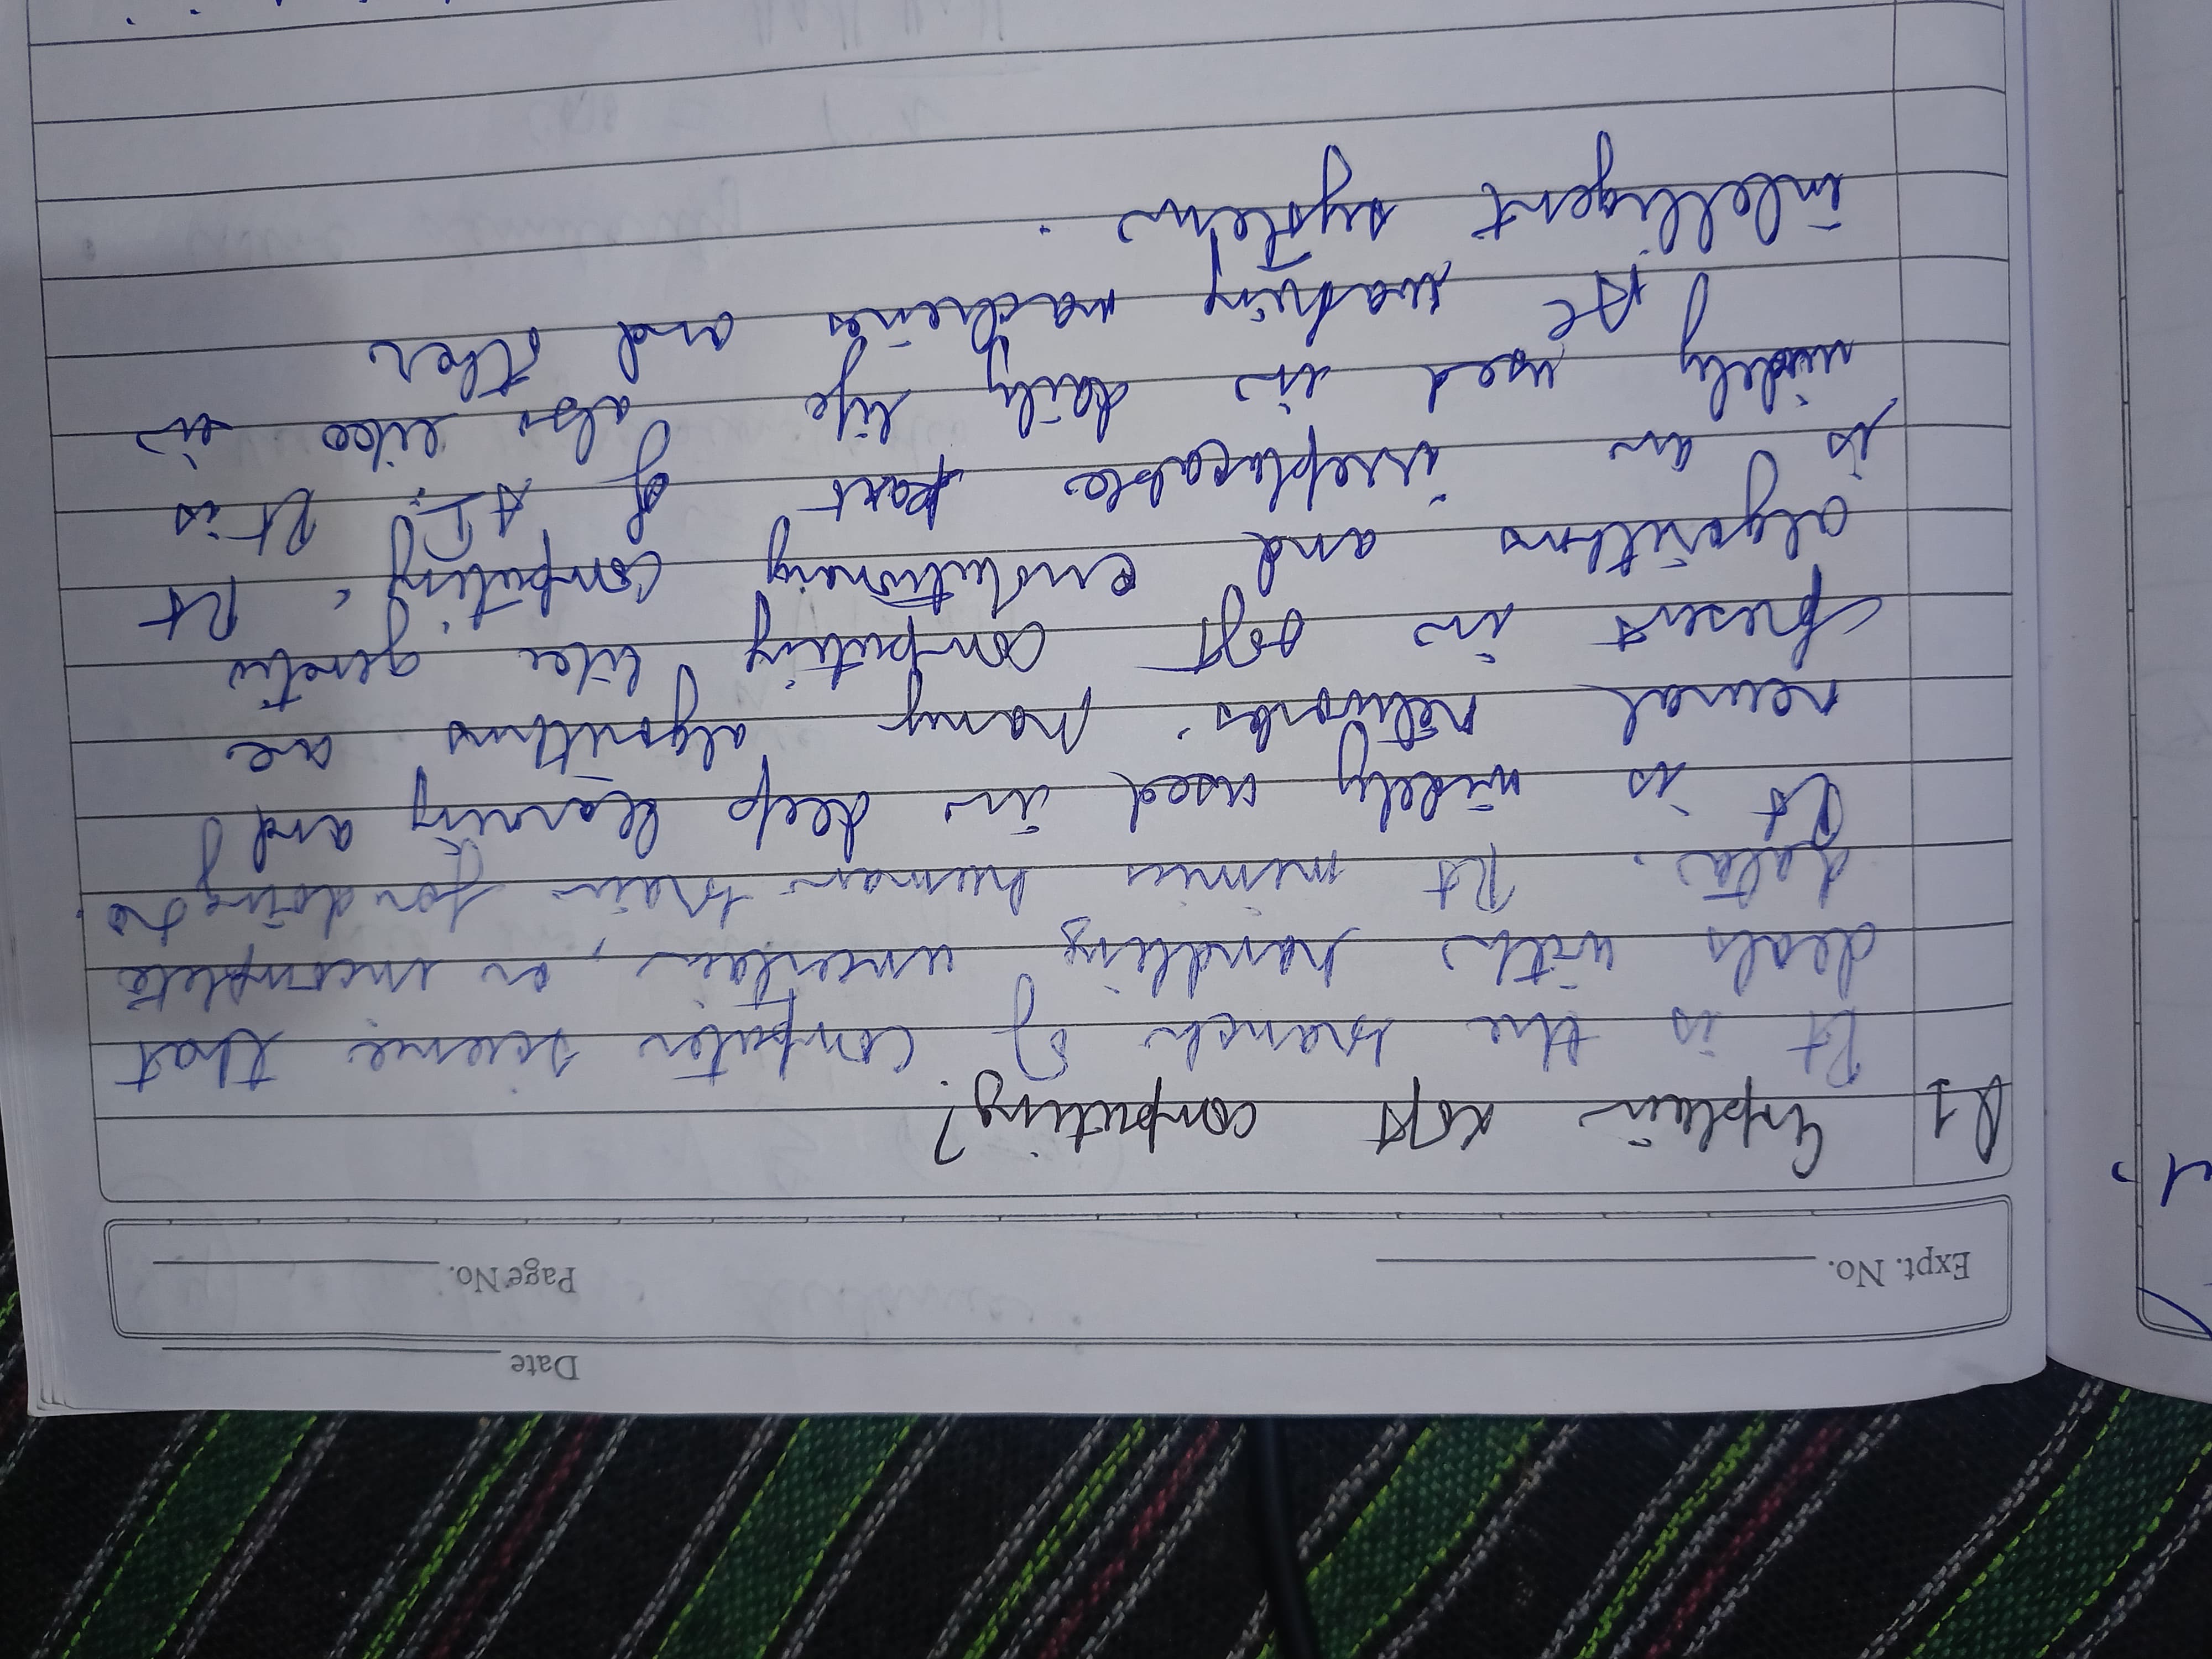 Date
Expt. No.
Page No.
Q1 Explain soft computing?
It is the branch of computer science that
deals with handling uncertain, or incomplete
data. It mimics human brain for doing so.
It is widely used in deep learning and
neural networks. Many algorithms are
present in soft computing like genetic
algorithms and evolutionary computing. It
is an irreplacable part of AI. It is
widely used in daily life also like in
AC washing machines and other
intelligent system.